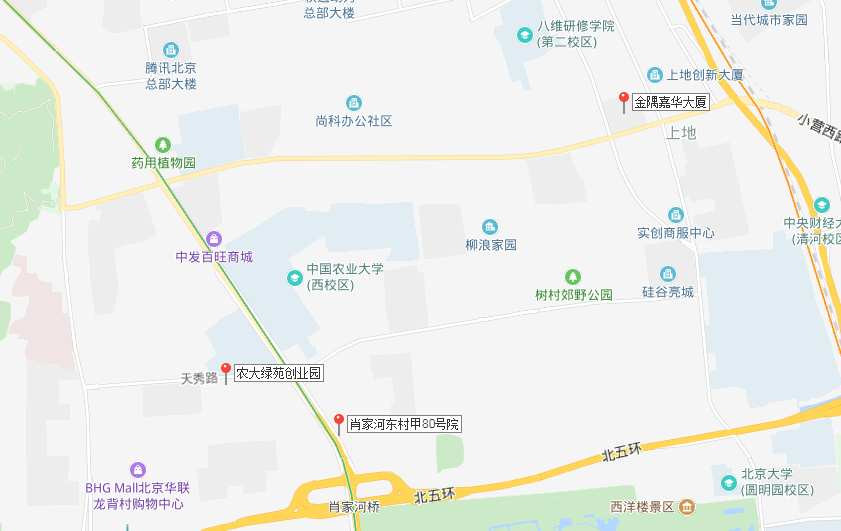 总部大楼
八维研修学院
(第二校区)
当代城市家园
腾讯北京
总部大楼
上地创新大厦
金隅嘉华大厦
尚科办公社区
小营西路
上地
药用植物园
中央财经大
(清河校区
实创商服中心
柳浪家园
中发百旺商城
中国农业大学
(西校区)
树村郊野公园
硅谷亮城
天秀路
农大绿苑创业园
肖家河东村甲80号院
北五环
BHG Mall北京华联
龙背村购物中心
北京大学
(圆明园校区)
北五环
肖家河桥
西洋楼景区